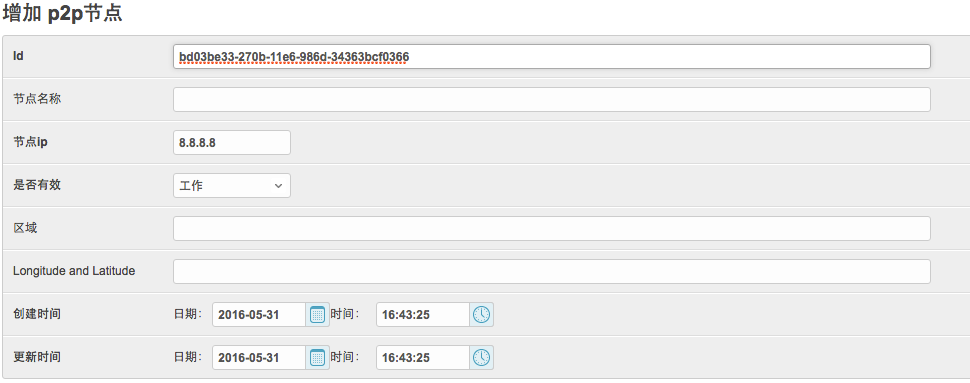 增加 p2p节点
Id bd03be33-270b-11e6-986d-34363bcf0366
节点名称
节点ip 8.8.8.8
是否有效 工作
区域
Longitude and Latitude
创建时间 日期: 2016-05-31 时间: 16:43:25
更新时间 日期: 2016-05-31 时间: 16:43:25